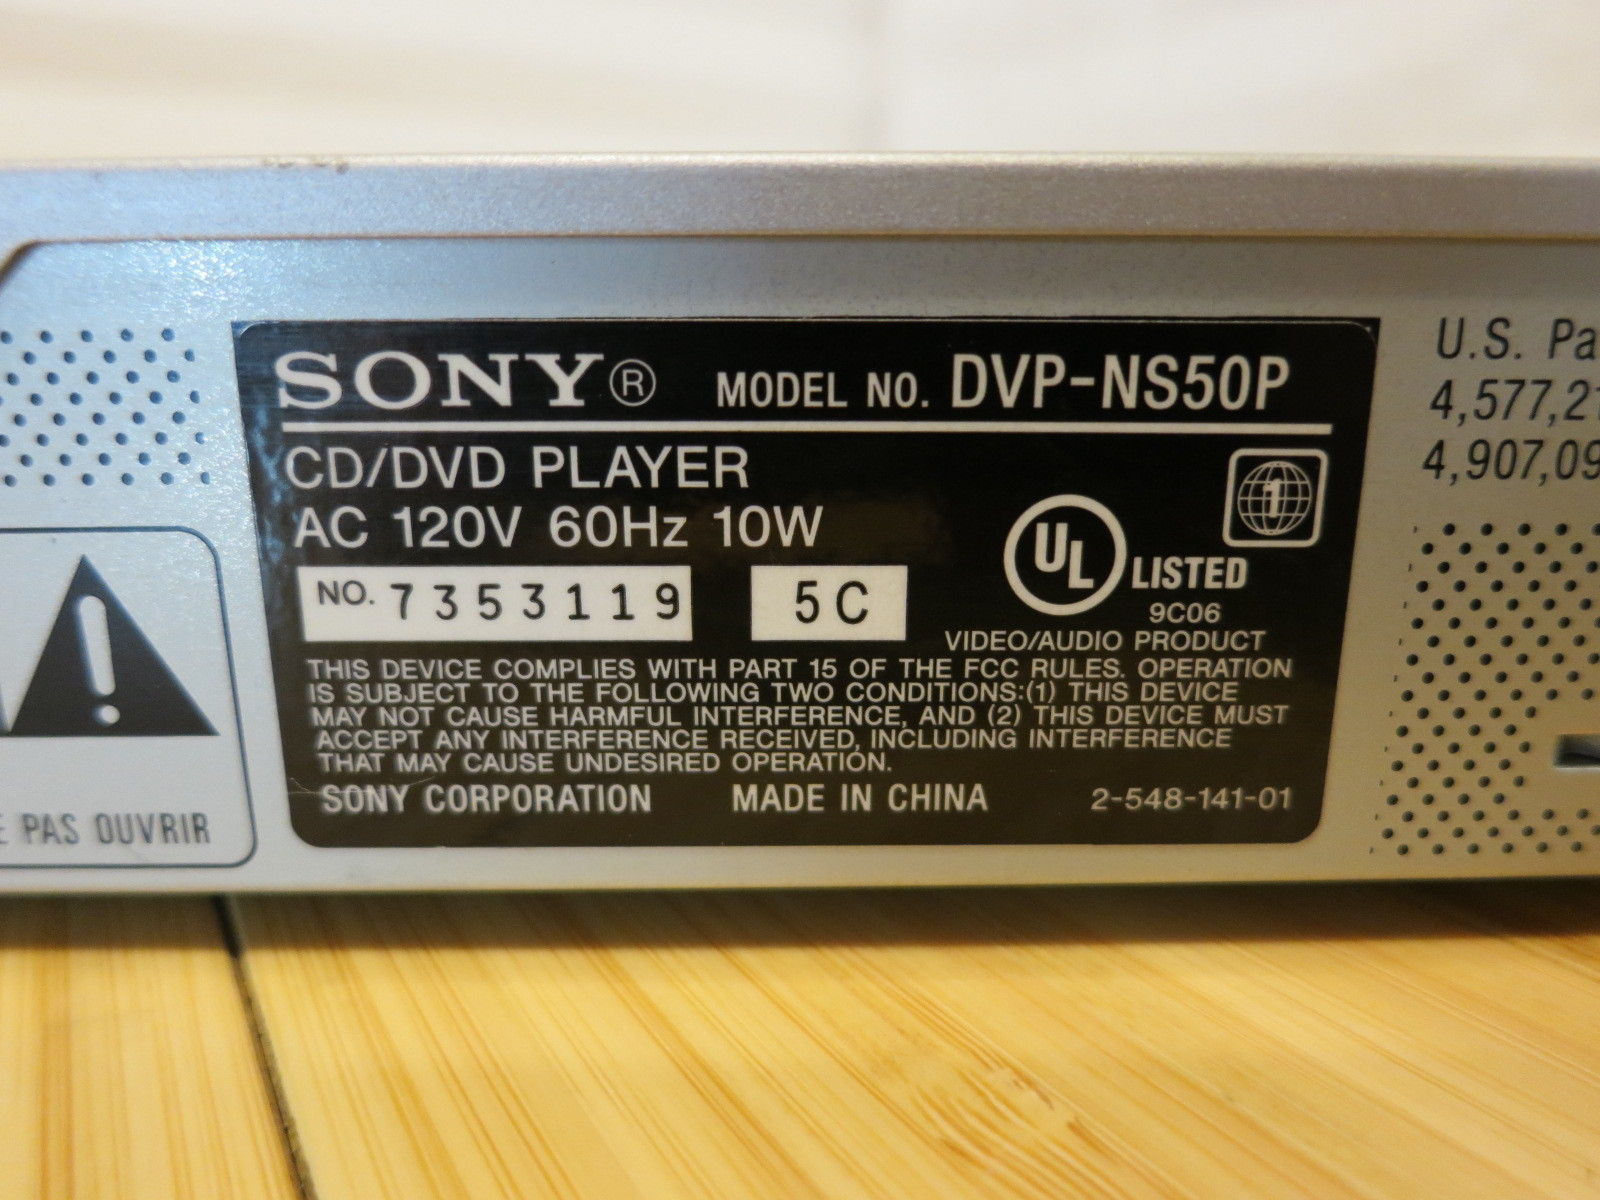 SONY® MODEL NO. DVP-NS50P
CD/DVD PLAYER
AC 120V 60Hz 10W
1
UL LISTED
9C06
NO. 7353119 5C
VIDEO/AUDIO PRODUCT
THIS DEVICE COMPLIES WITH PART 15 OF THE FCC RULES. OPERATION
IS SUBJECT TO THE FOLLOWING TWO CONDITIONS:(1) THIS DEVICE
MAY NOT CAUSE HARMFUL INTERFERENCE, AND (2) THIS DEVICE MUST
ACCEPT ANY INTERFERENCE RECEIVED, INCLUDING INTERFERENCE
THAT MAY CAUSE UNDESIRED OPERATION.
SONY CORPORATION MADE IN CHINA 2-548-141-01
PAS OUVRIR
U.S.